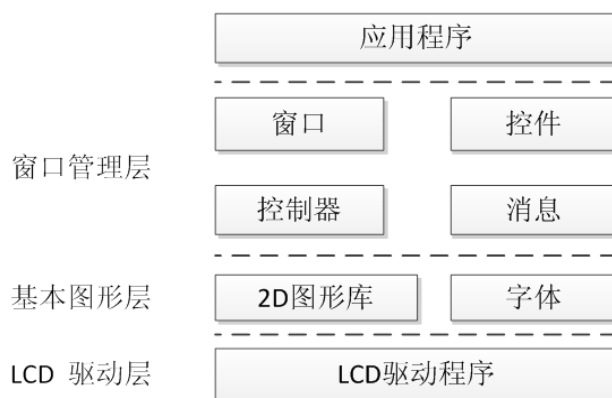 应用程序
窗口 控件
窗口管理层
控制器 消息
基本图形层 2D图形库 字体
LCD 驱动层 LCD驱动程序